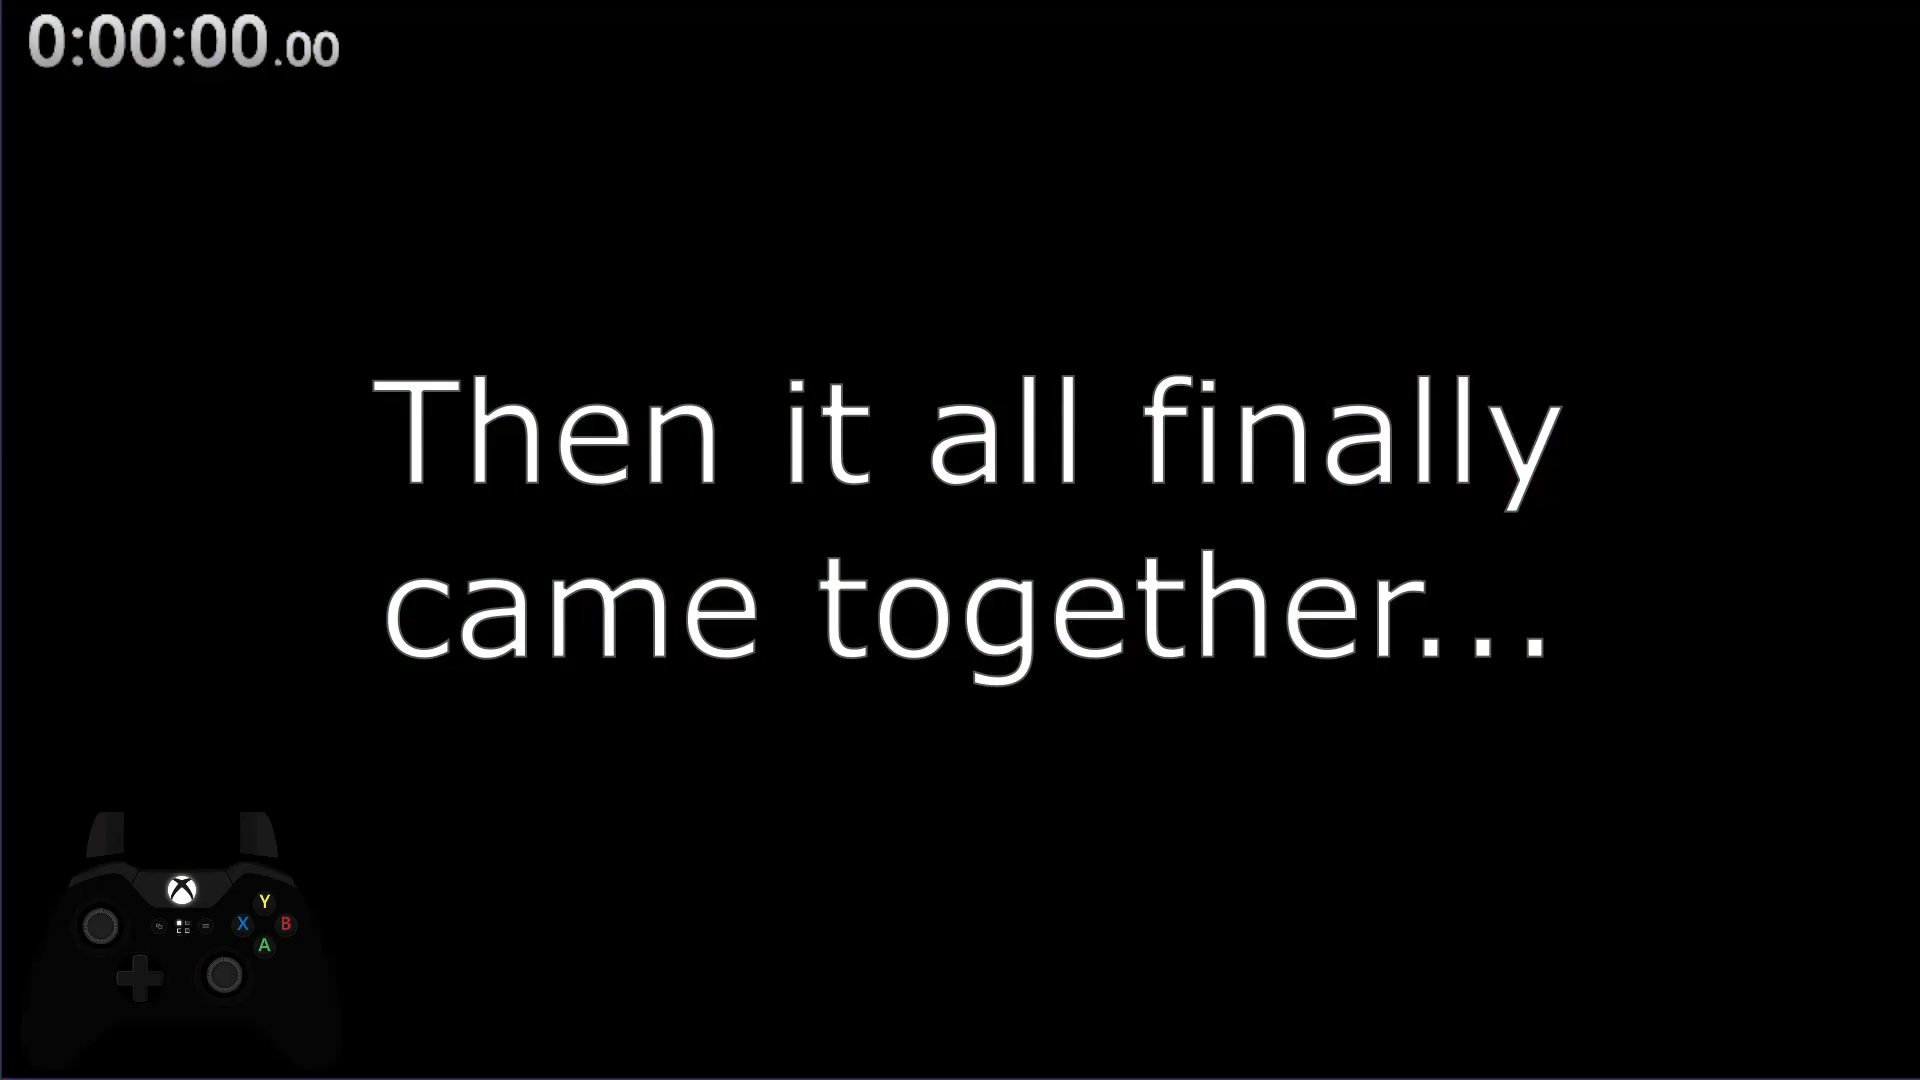 0:00:00.00
Then it all finally
came together...
Y
X B
A